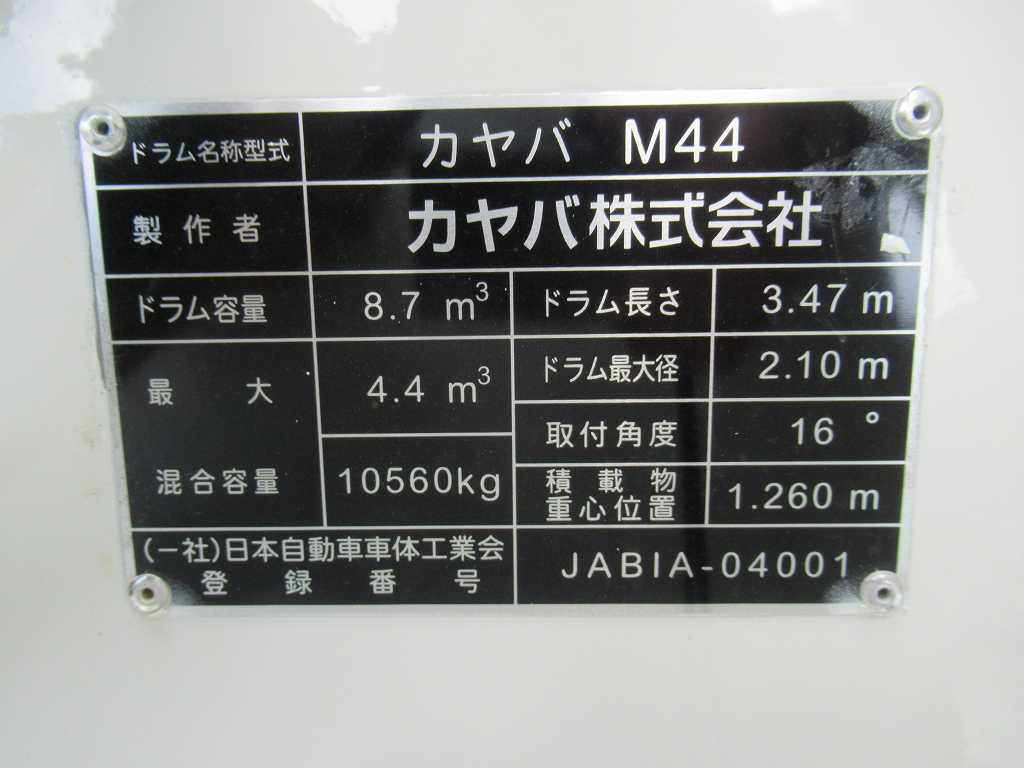 ドラム名称型式 カヤバ M44
製作者 カヤバ株式会社
ドラム容量 8.7 m³ ドラム長さ 3.47 m
最大 4.4 m³ ドラム最大径 2.10 m
取付角度 16 °
混合容量 10560kg 積載物 1.260 m
重心位置
(一社)日本自動車車体工業会 JABIA-04001
登録番号